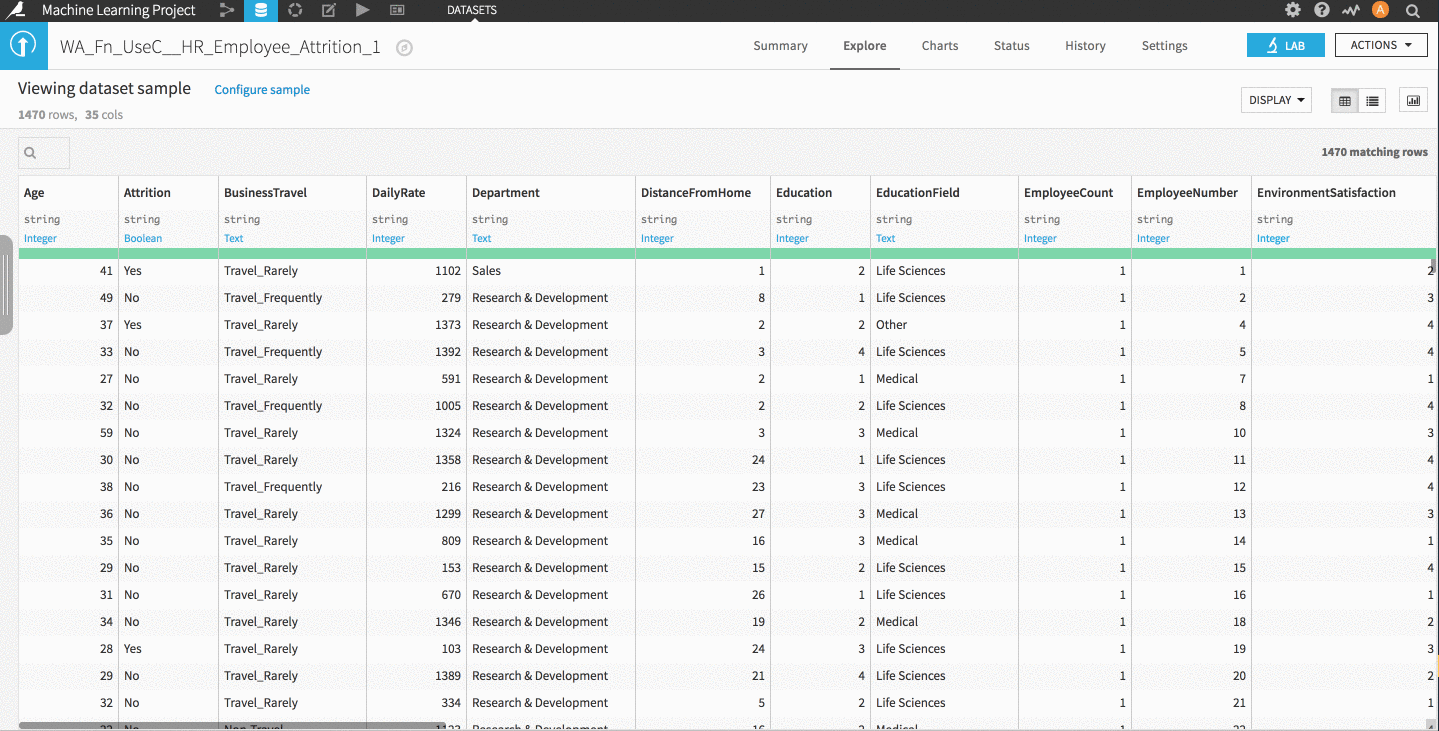 Machine Learning Project DATASETS A
WA_Fn_UseC__HR_Employee_Attrition_1 Summary Explore Charts Status History Settings LAB ACTIONS
Viewing dataset sample Configure sample
1470 rows, 35 cols DISPLAY
1470 matching rows
Age Attrition BusinessTravel DailyRate Department DistanceFromHome Education EducationField EmployeeCount EmployeeNumber EnvironmentSatisfaction
string string string string string string string string string string string
Integer Boolean Text Integer Text Integer Integer Text Integer Integer Integer
41 Yes Travel_Rarely 1102 Sales 1 2 Life Sciences 1 1 2
49 No Travel_Frequently 279 Research & Development 8 1 Life Sciences 1 2 3
37 Yes Travel_Rarely 1373 Research & Development 2 2 Other 1 4 4
33 No Travel_Frequently 1392 Research & Development 3 4 Life Sciences 1 5 4
27 No Travel_Rarely 591 Research & Development 2 1 Medical 1 7 1
32 No Travel_Frequently 1005 Research & Development 2 2 Life Sciences 1 8 4
59 No Travel_Rarely 1324 Research & Development 3 3 Medical 1 10 3
30 No Travel_Rarely 1358 Research & Development 24 1 Life Sciences 1 11 4
38 No Travel_Frequently 216 Research & Development 23 3 Life Sciences 1 12 4
36 No Travel_Rarely 1299 Research & Development 27 3 Medical 1 13 3
35 No Travel_Rarely 809 Research & Development 16 3 Medical 1 14 1
29 No Travel_Rarely 153 Research & Development 15 2 Life Sciences 1 15 4
31 No Travel_Rarely 670 Research & Development 26 1 Life Sciences 1 16 1
34 No Travel_Rarely 1346 Research & Development 19 2 Medical 1 18 2
28 Yes Travel_Rarely 103 Research & Development 24 3 Life Sciences 1 19 3
29 No Travel_Rarely 1389 Research & Development 21 4 Life Sciences 1 20 2
32 No Travel_Rarely 334 Research & Development 5 2 Life Sciences 1 21 1